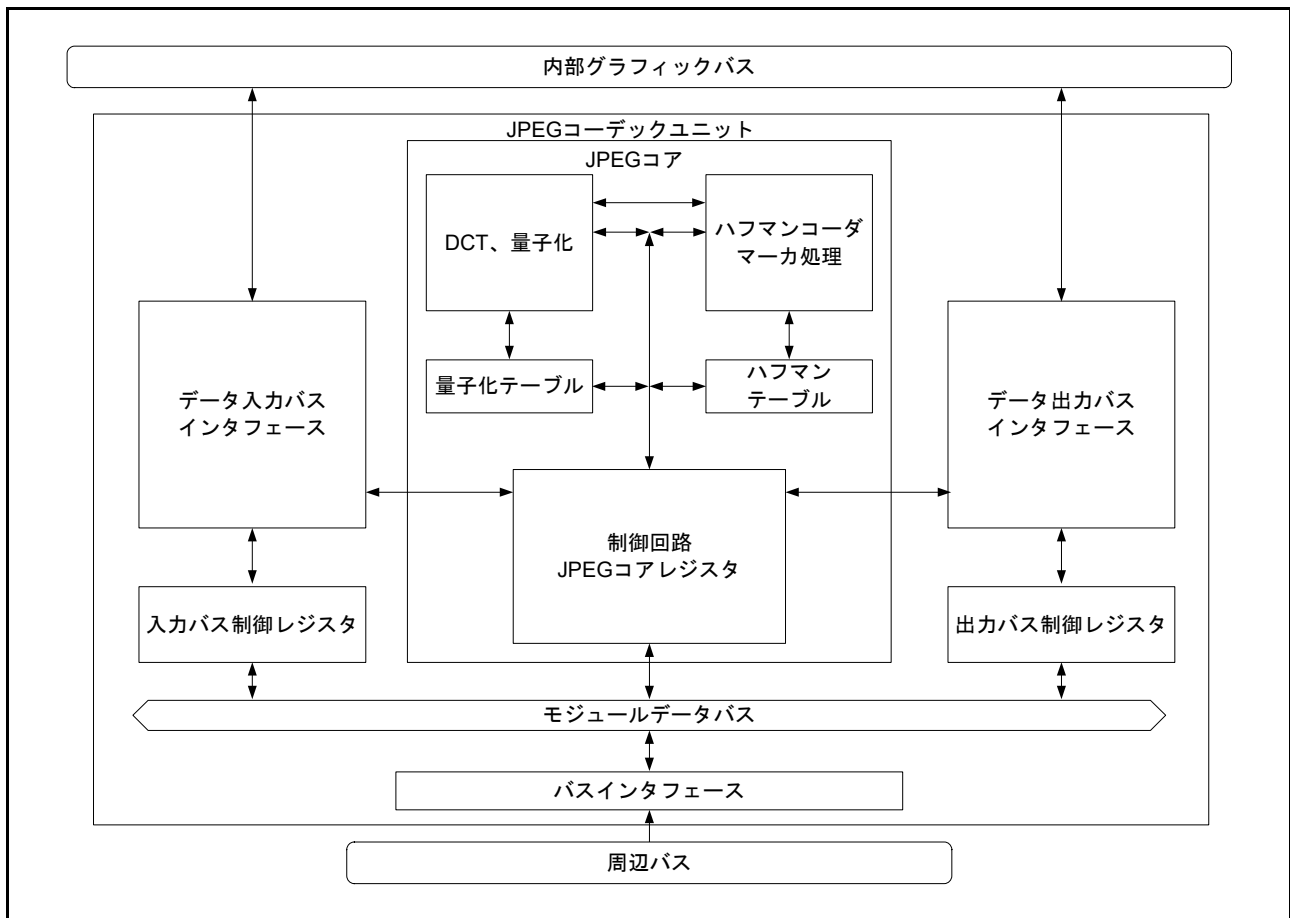 内部グラフィックバス
JPEGコーデックユニット
JPEGコア
DCT、量子化
ハフマンコーダ
マーカ処理
量子化テーブル
ハフマン
テーブル
データ入力バス
インタフェース
データ出力バス
インタフェース
制御回路
JPEGコアレジスタ
入力バス制御レジスタ
出力バス制御レジスタ
モジュールデータバス
バスインタフェース
周辺バス